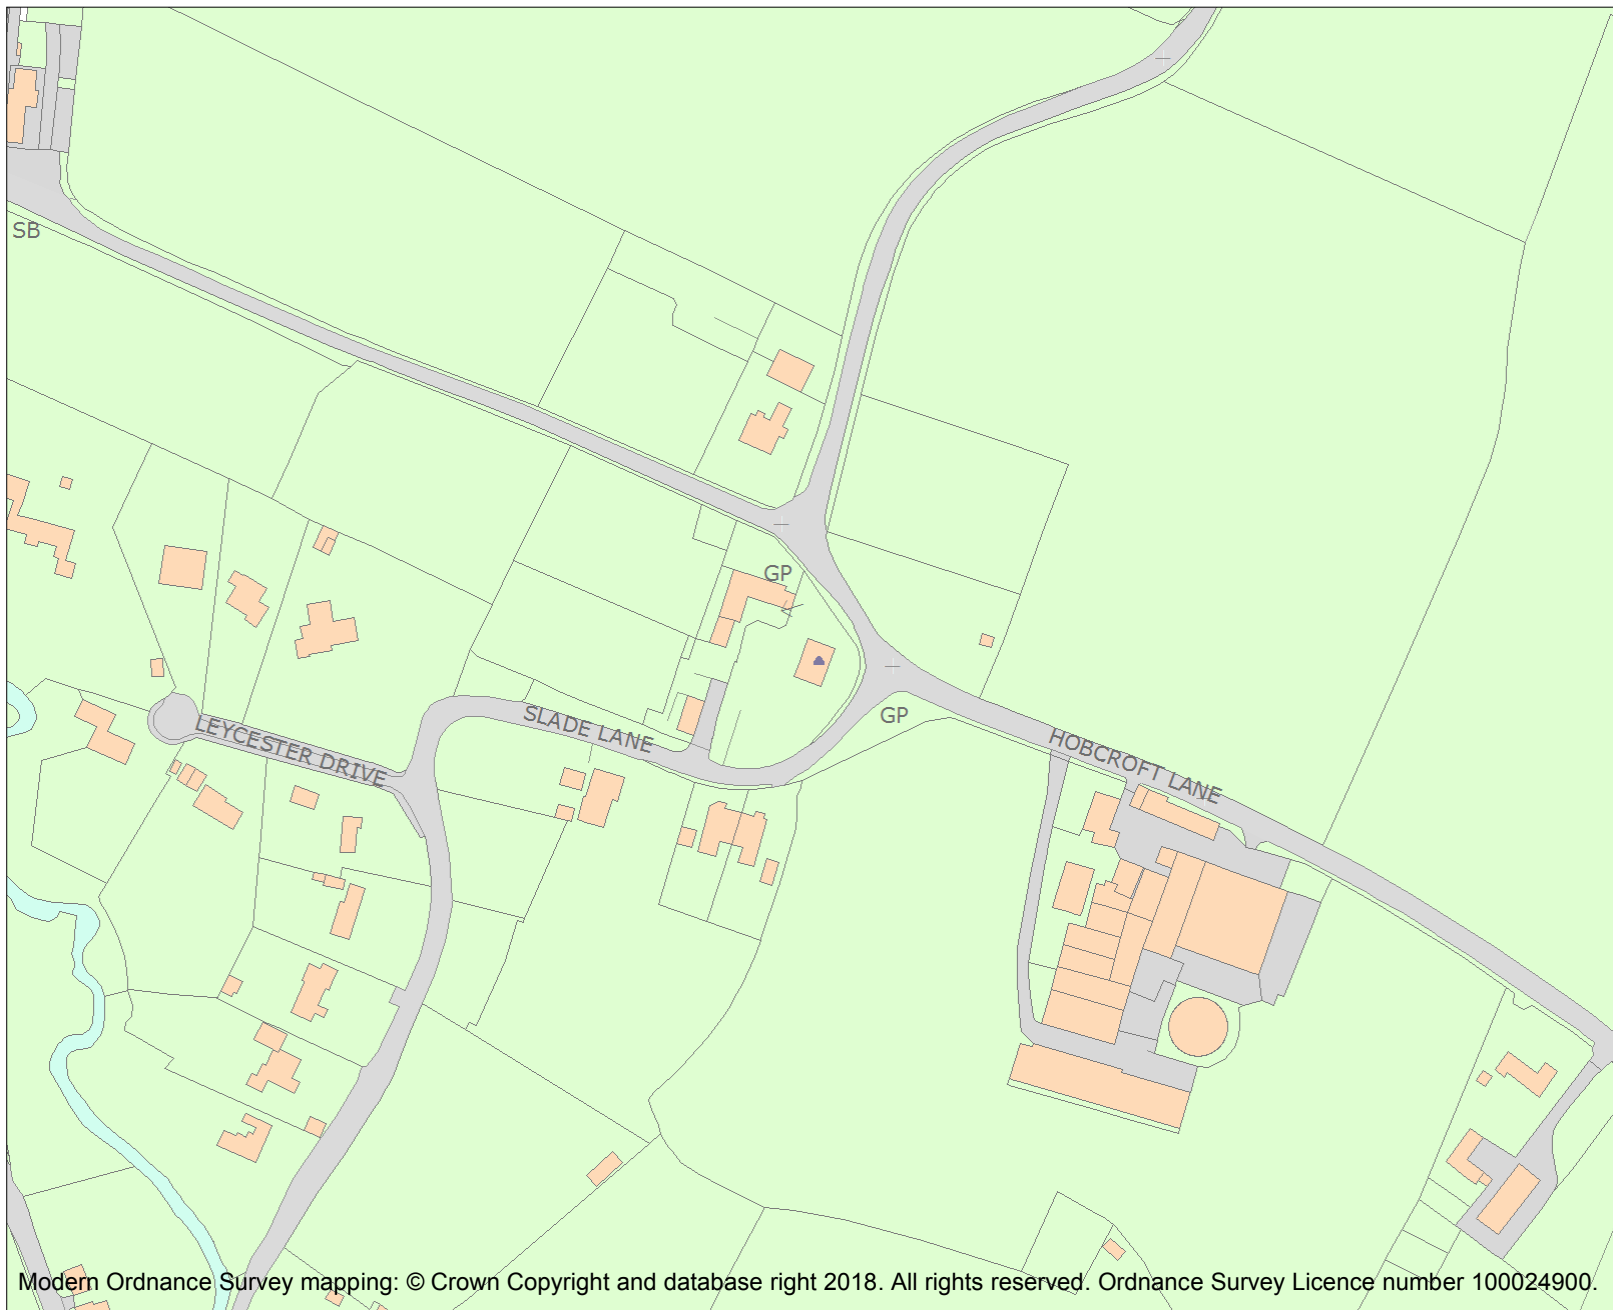 SB
GP
GP
SLADE LANE
LEYCESTER DRIVE
HOBCROFT LANE
Modern Ordnance Survey mapping: © Crown Copyright and database right 2018. All rights reserved. Ordnance Survey Licence number 100024900.